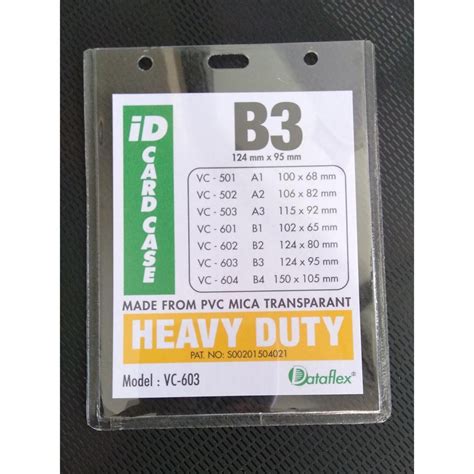 iD
CARD CASE
B3
124 mm x 95 mm
VC - 501 A1 100 x 68 mm
VC - 502 A2 106 x 82 mm
VC - 503 A3 115 x 92 mm
VC - 601 B1 102 x 65 mm
VC - 602 B2 124 x 80 mm
VC - 603 B3 124 x 95 mm
VC - 604 B4 150 x 105 mm
MADE FROM PVC MICA TRANSPARANT
HEAVY DUTY
PAT. NO: S00201504021
Model : VC-603
Dataflex®